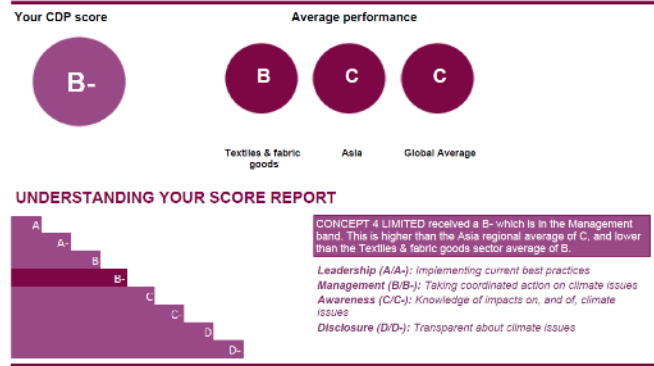 Your CDP score
Average performance
B-
B
C
C
Textiles & fabric
goods
Asia
Global Average
UNDERSTANDING YOUR SCORE REPORT
A
A-
B
B-
C
C-
D
D-
CONCEPT 4 LIMITED received a B- which is in the Management
band. This is higher than the Asia regional average of C, and lower
than the Textiles & fabric goods sector average of B.
Leadership (A/A-): Implementing current best practices
Management (B/B-): Taking coordinated action on climate issues
Awareness (C/C-): Knowledge of impacts on, and of, climate
issues
Disclosure (D/D-): Transparent about climate issues